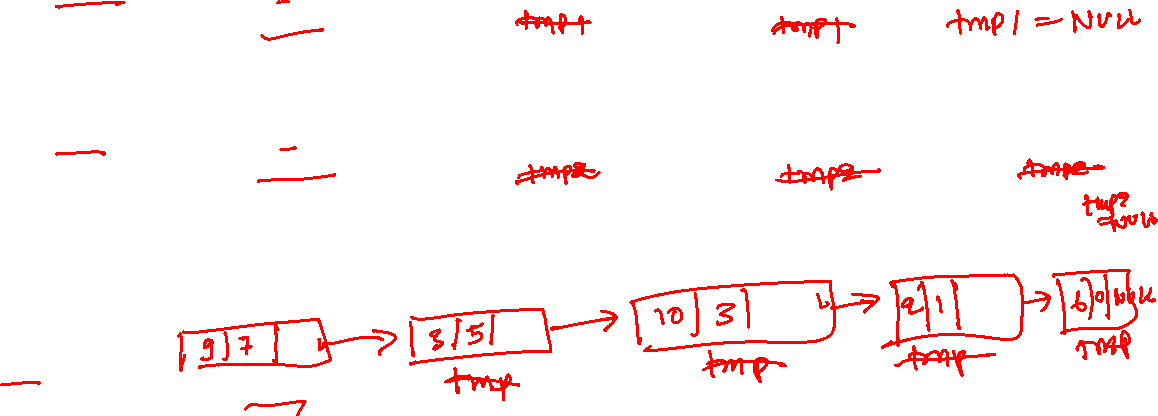 tmp1 tmp1 tmp1 = NULL
tmp2 tmp2 tmp2
tmp2
= NULL
9 7 3 5 10 3 2 1 6 0 NULL
tmp tmp tmp tmp